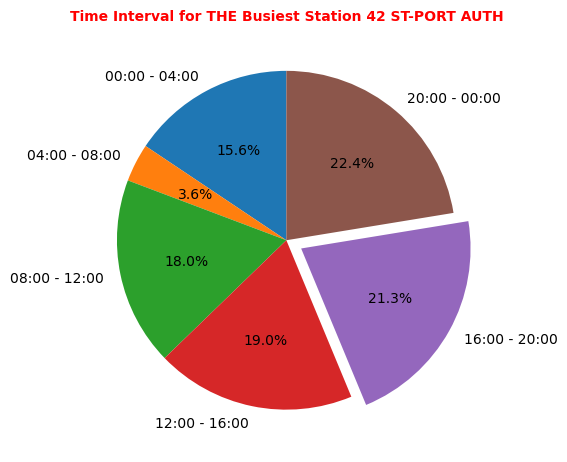 Time Interval for THE Busiest Station 42 ST-PORT AUTH
00:00 - 04:00
15.6%
04:00 - 08:00
3.6%
08:00 - 12:00
18.0%
12:00 - 16:00
19.0%
16:00 - 20:00
21.3%
20:00 - 00:00
22.4%